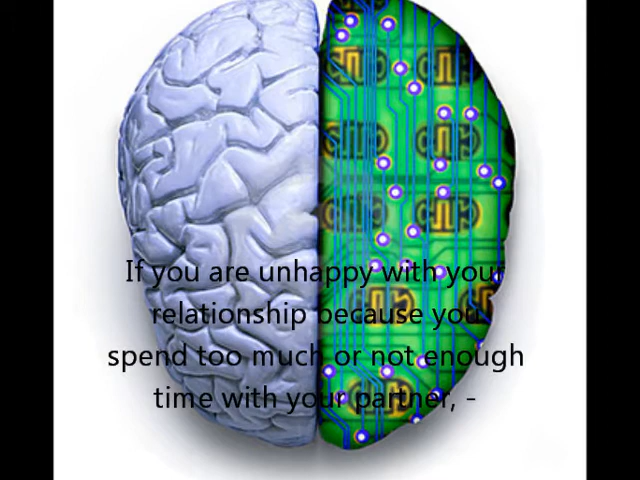 If you are unhappy with your
relationship because you
spend too much or not enough
time with your partner, -